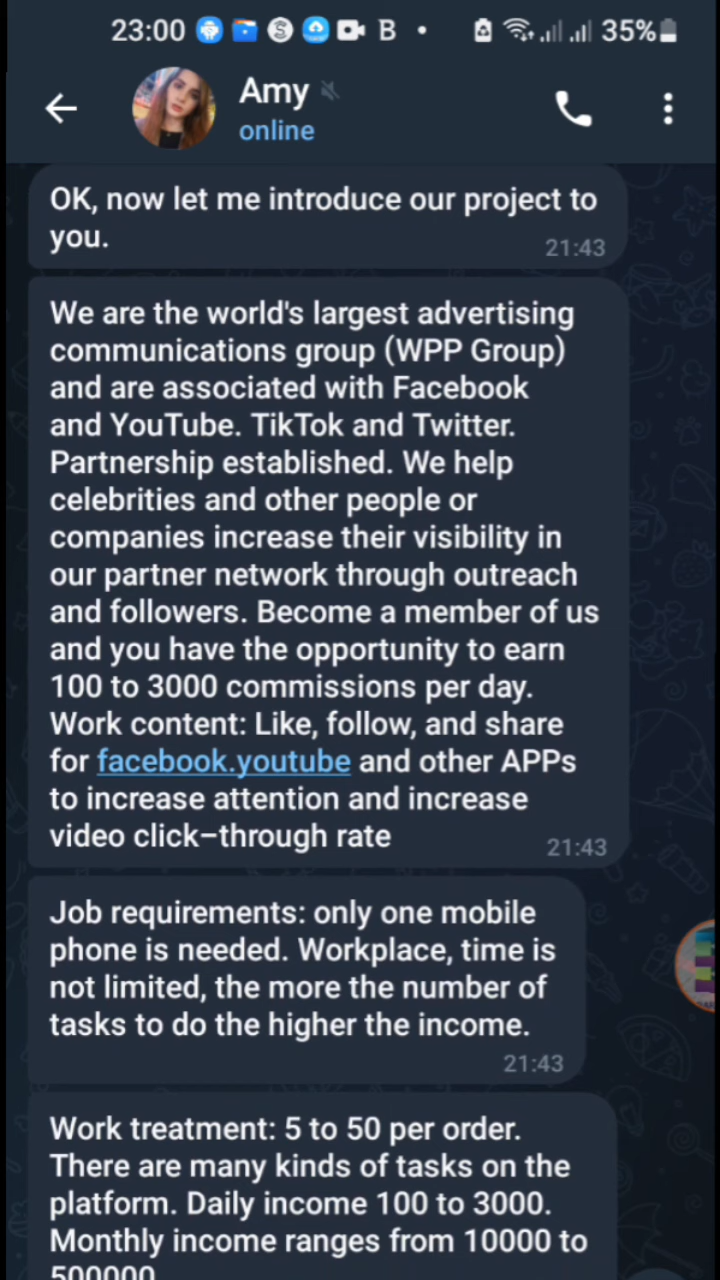 23:00 B 35%
Amy
online
OK, now let me introduce our project to
you. 21:43
We are the world's largest advertising
communications group (WPP Group)
and are associated with Facebook
and YouTube. TikTok and Twitter.
Partnership established. We help
celebrities and other people or
companies increase their visibility in
our partner network through outreach
and followers. Become a member of us
and you have the opportunity to earn
100 to 3000 commissions per day.
Work content: Like, follow, and share
for facebook.youtube and other APPs
to increase attention and increase
video click–through rate 21:43
Job requirements: only one mobile
phone is needed. Workplace, time is
not limited, the more the number of
tasks to do the higher the income.
21:43
Work treatment: 5 to 50 per order.
There are many kinds of tasks on the
platform. Daily income 100 to 3000.
Monthly income ranges from 10000 to
500000